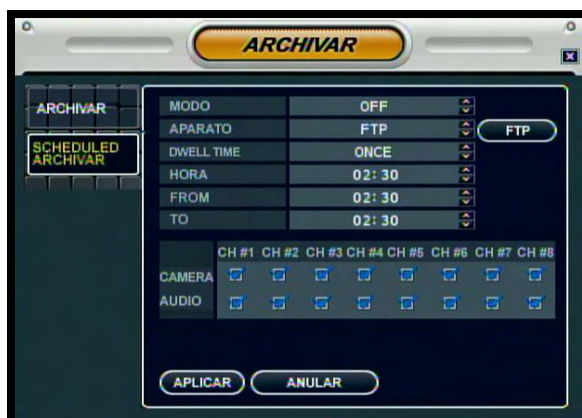 ARCHIVAR
X
ARCHIVAR
SCHEDULED
ARCHIVAR
MODO OFF
APARATO FTP FTP
DWELL TIME ONCE
HORA 02:30
FROM 02:30
TO 02:30
CH #1 CH #2 CH #3 CH #4 CH #5 CH #6 CH #7 CH #8
CAMERA
AUDIO
APLICAR ANULAR